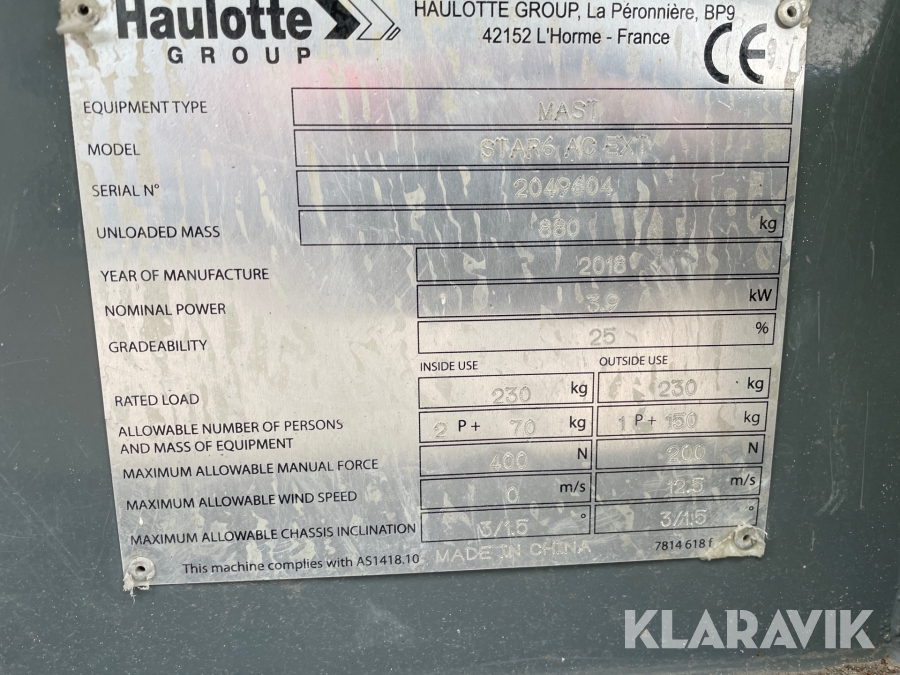 Haulotte
GROUP
HAULOTTE GROUP, La Péronnière, BP9
42152 L'Horme - France
CE
EQUIPMENT TYPE MAST
MODEL STAR6 AC EXT
SERIAL N° 2049604
UNLOADED MASS 880 kg
YEAR OF MANUFACTURE 2016
NOMINAL POWER 3.9 kW
GRADEABILITY 25 %
INSIDE USE OUTSIDE USE
RATED LOAD 230 kg 230 kg
ALLOWABLE NUMBER OF PERSONS
AND MASS OF EQUIPMENT 2 P + 70 kg 1 P + 150 kg
MAXIMUM ALLOWABLE MANUAL FORCE 400 N 200 N
MAXIMUM ALLOWABLE WIND SPEED 0 m/s 12.5 m/s
MAXIMUM ALLOWABLE CHASSIS INCLINATION 3/1.5 ° 3/1.5 °
This machine complies with AS1418.10 MADE IN CHINA 7814 618 f
KLARAVIK